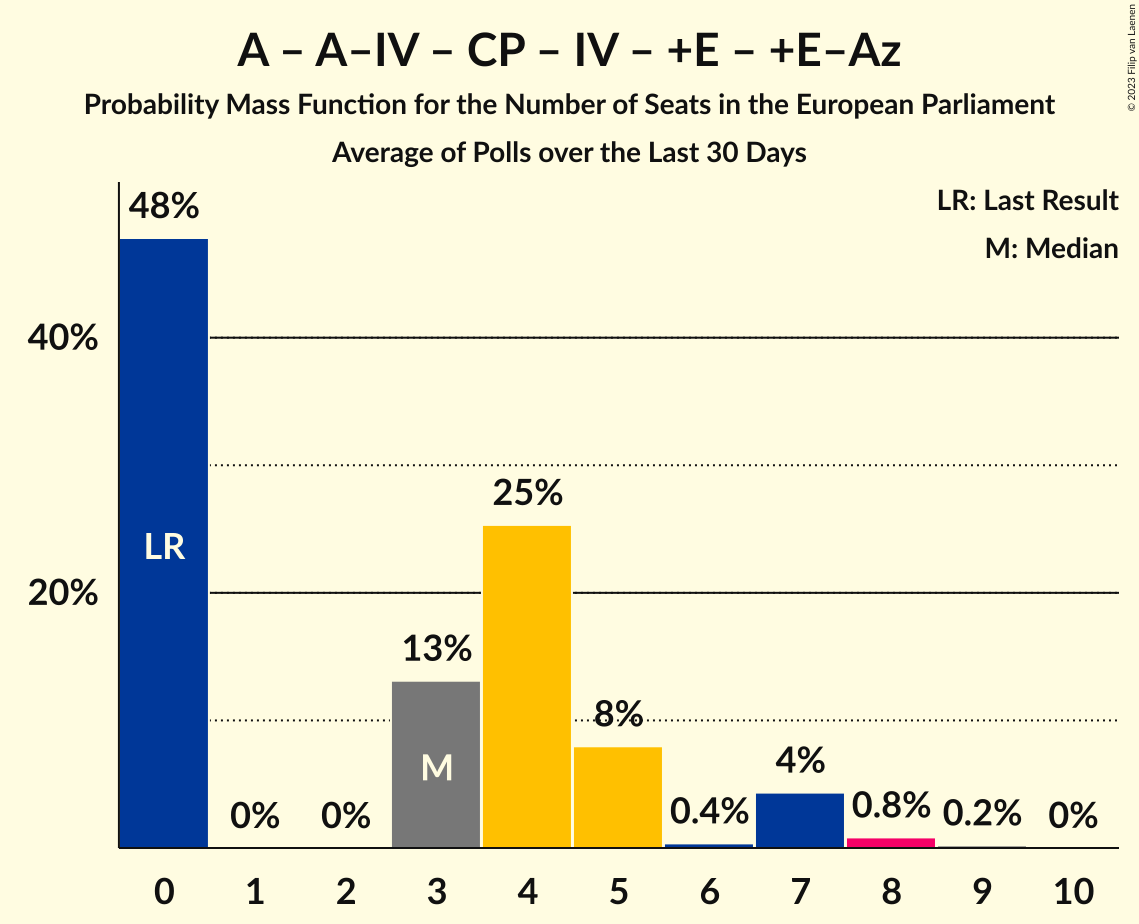 A – A–IV – CP – IV – +E – +E–Az
Probability Mass Function for the Number of Seats in the European Parliament
Average of Polls over the Last 30 Days
© 2023 Filip van Laenen
LR: Last Result
M: Median
48%
40%
LR
25%
20%
13%
8%
M
4%
0% 0% 0.4% 0.8% 0.2% 0%
0 1 2 3 4 5 6 7 8 9 10